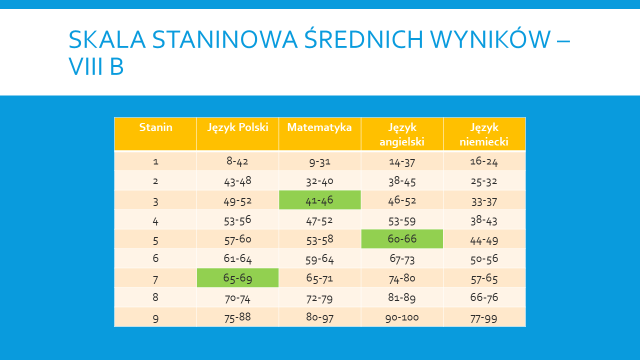 SKALA STANINOWA ŚREDNICH WYNIKÓW –
VIII B
Stanin Język Polski Matematyka Język angielski Język niemiecki
1 8-42 9-31 14-37 16-24
2 43-48 32-40 38-45 25-32
3 49-52 41-46 46-52 33-37
4 53-56 47-52 53-59 38-43
5 57-60 53-58 60-66 44-49
6 61-64 59-64 67-73 50-56
7 65-69 65-71 74-80 57-65
8 70-74 72-79 81-89 66-76
9 75-88 80-97 90-100 77-99